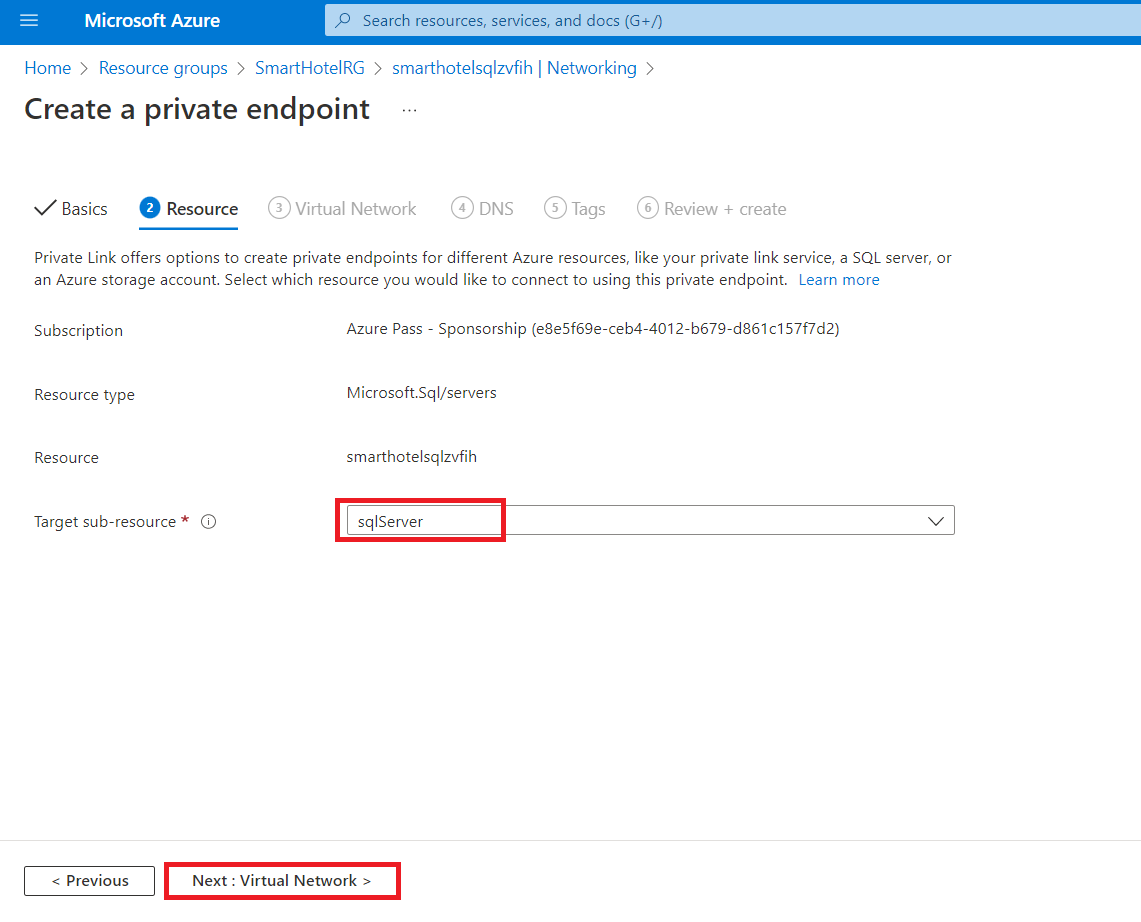 Microsoft Azure
Search resources, services, and docs (G+/)
Home > Resource groups > SmartHotelRG > smarthotelsqlzvfih | Networking >
Create a private endpoint ...
Basics 2 Resource 3 Virtual Network 4 DNS 5 Tags 6 Review + create
Private Link offers options to create private endpoints for different Azure resources, like your private link service, a SQL server, or
an Azure storage account. Select which resource you would like to connect to using this private endpoint. Learn more
Subscription Azure Pass - Sponsorship (e8e5f69e-ceb4-4012-b679-d861c157f7d2)
Resource type Microsoft.Sql/servers
Resource smarthotelsqlzvfih
Target sub-resource * sqlServer
< Previous Next : Virtual Network >